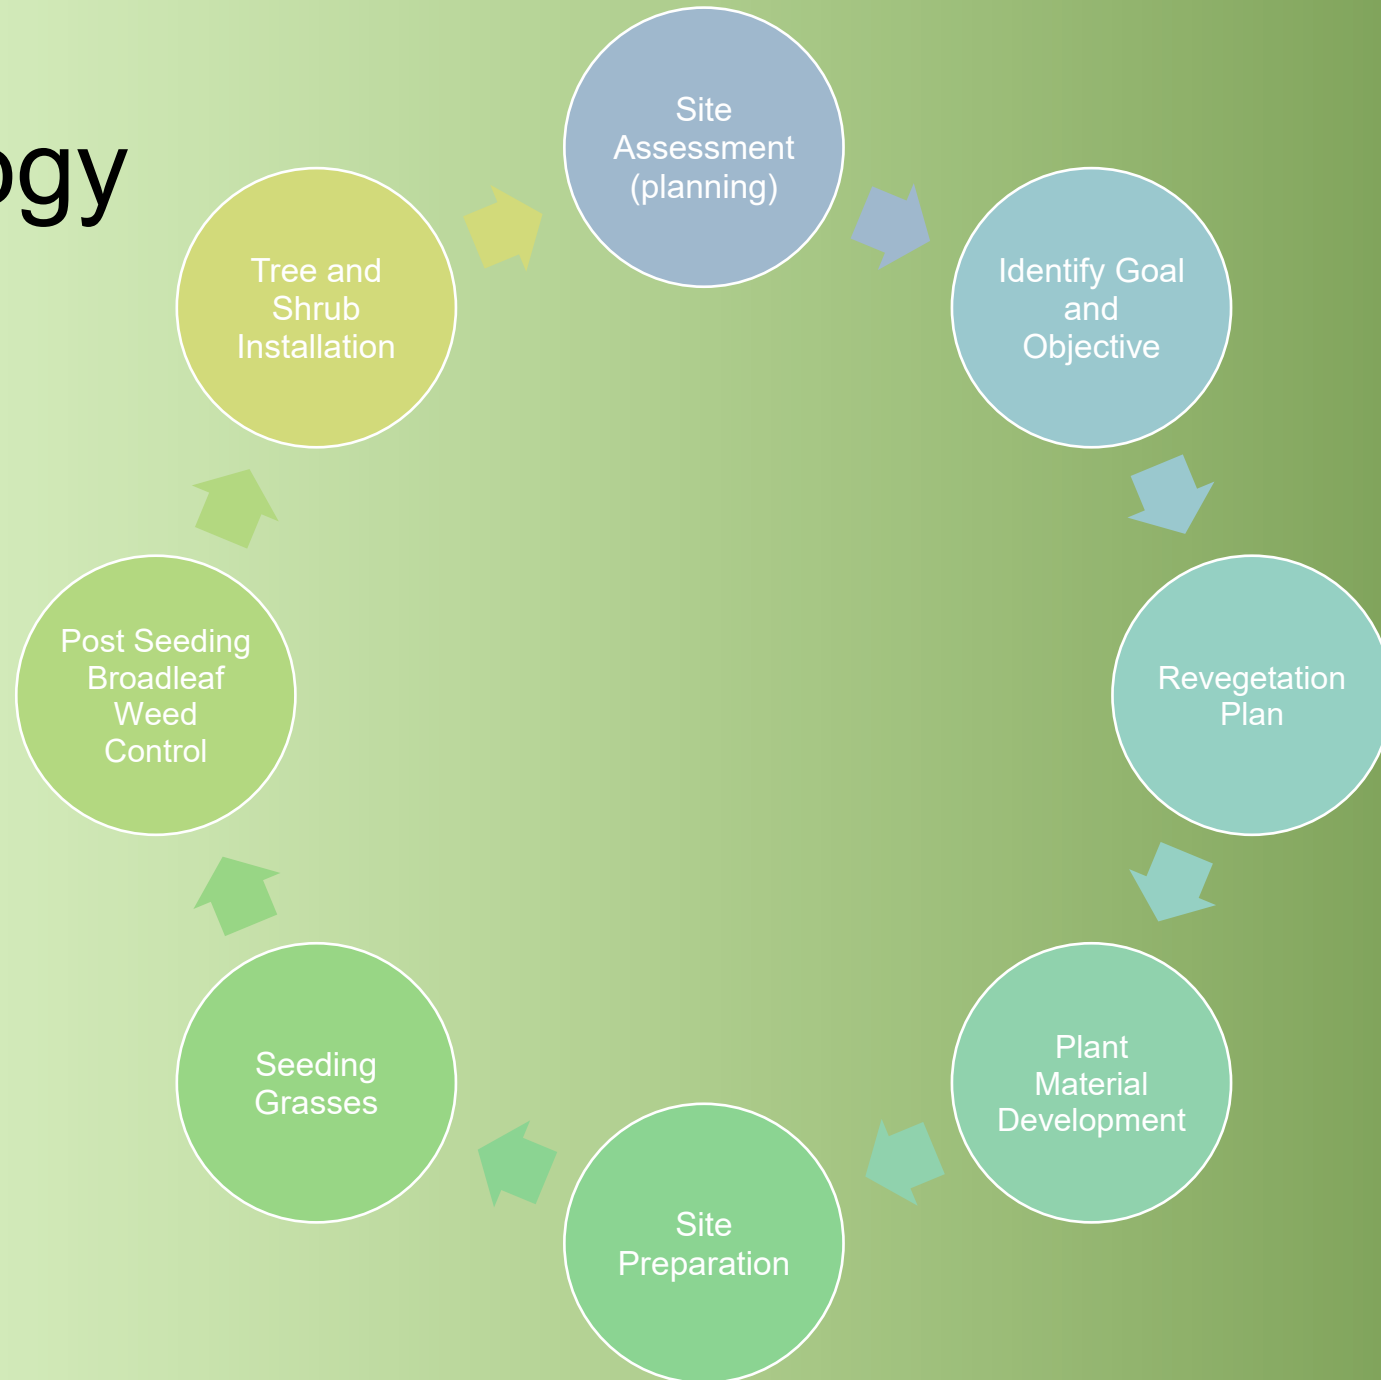 ogy
Site
Assessment
(planning)
Identify Goal
and
Objective
Revegetation
Plan
Plant
Material
Development
Site
Preparation
Seeding
Grasses
Post Seeding
Broadleaf
Weed
Control
Tree and
Shrub
Installation